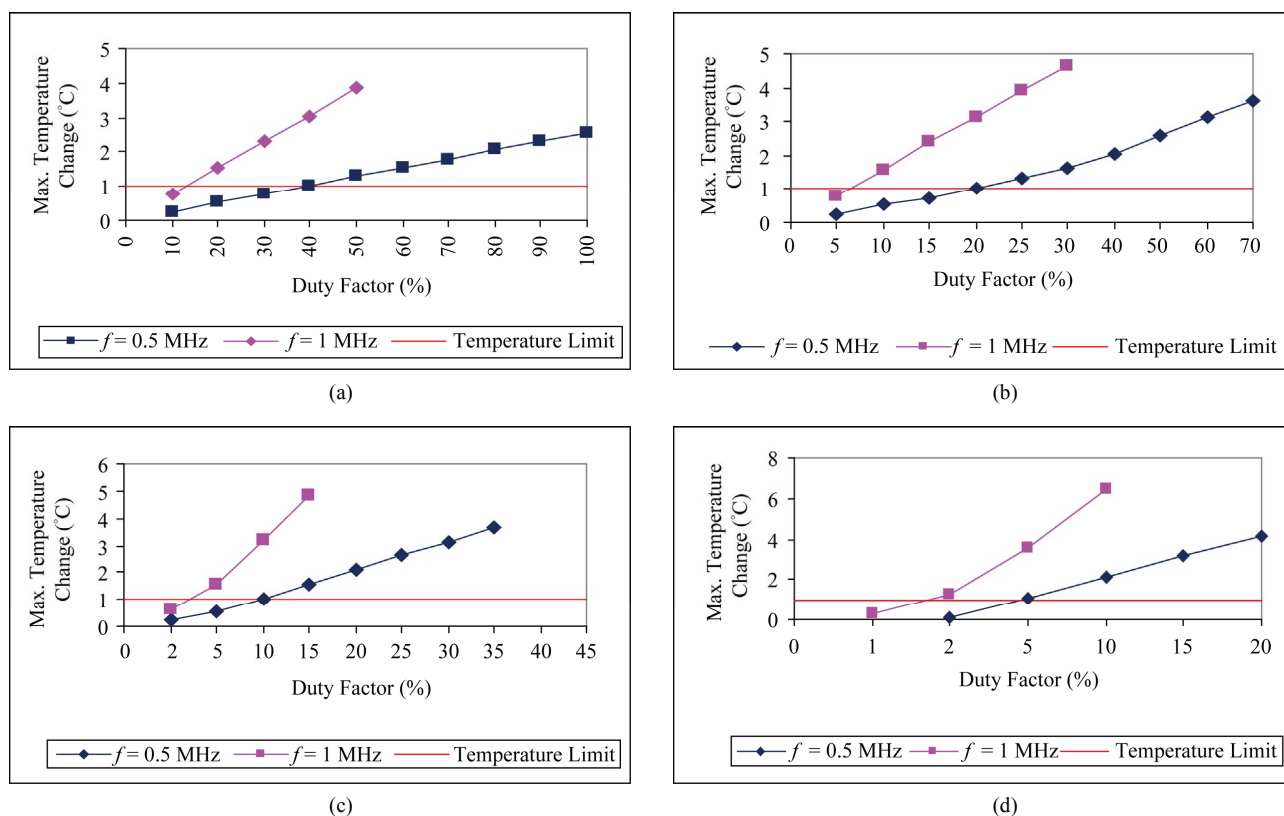 Max. Temperature
Change (˚C)
5
4
3
2
1
0
0 10 20 30 40 50 60 70 80 90 100
Duty Factor (%)
f = 0.5 MHz f = 1 MHz Temperature Limit
(a)
Max. Temperature
Change (˚C)
5
4
3
2
1
0
0 5 10 15 20 25 30 40 50 60 70
Duty Factor (%)
f = 0.5 MHz f = 1 MHz Temperature Limit
(b)
Max. Temperature
Change (˚C)
6
5
4
3
2
1
0
0 2 5 10 15 20 25 30 35 40 45
Duty Factor (%)
f = 0.5 MHz f = 1 MHz Temperature Limit
(c)
Max. Temperature
Change (˚C)
8
6
4
2
0
0 1 2 5 10 15 20
Duty Factor (%)
f = 0.5 MHz f = 1 MHz Temperature Limit
(d)